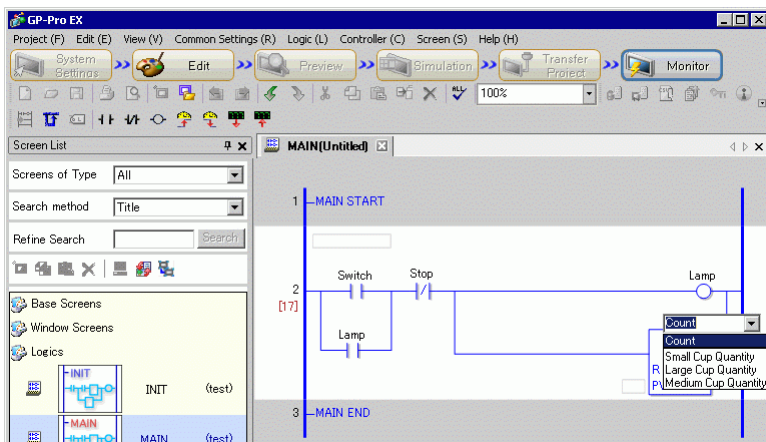 GP-Pro EX
Project (F) Edit (E) View (V) Common Settings (R) Logic (L) Controller (C) Screen (S) Help (H)
System Settings Edit Preview Simulation Transfer Project Monitor
ALL 100%
Screen List
MAIN(Untitled)
Screens of Type All
Search method Title
Refine Search Search
Base Screens
Window Screens
Logics
INIT
INIT (test)
MAIN
MAIN (test)
1 MAIN START
Switch Stop Lamp
2
[17]
Lamp
Count
Count
Small Cup Quantity
R Large Cup Quantity
PV Medium Cup Quantity
3 MAIN END